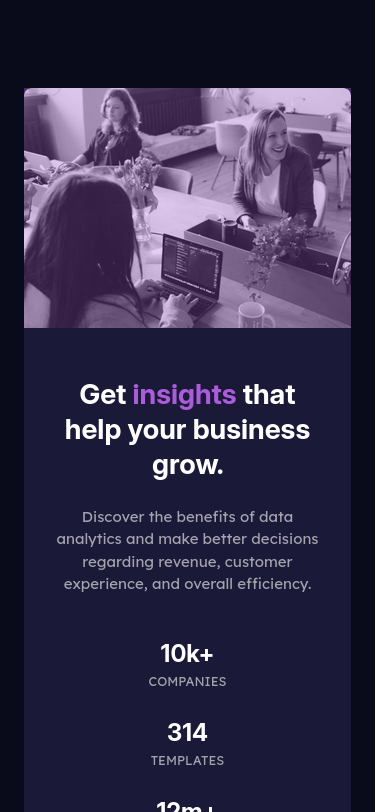 Get insights that
help your business
grow.
Discover the benefits of data
analytics and make better decisions
regarding revenue, customer
experience, and overall efficiency.
10k+
COMPANIES
314
TEMPLATES
12m+